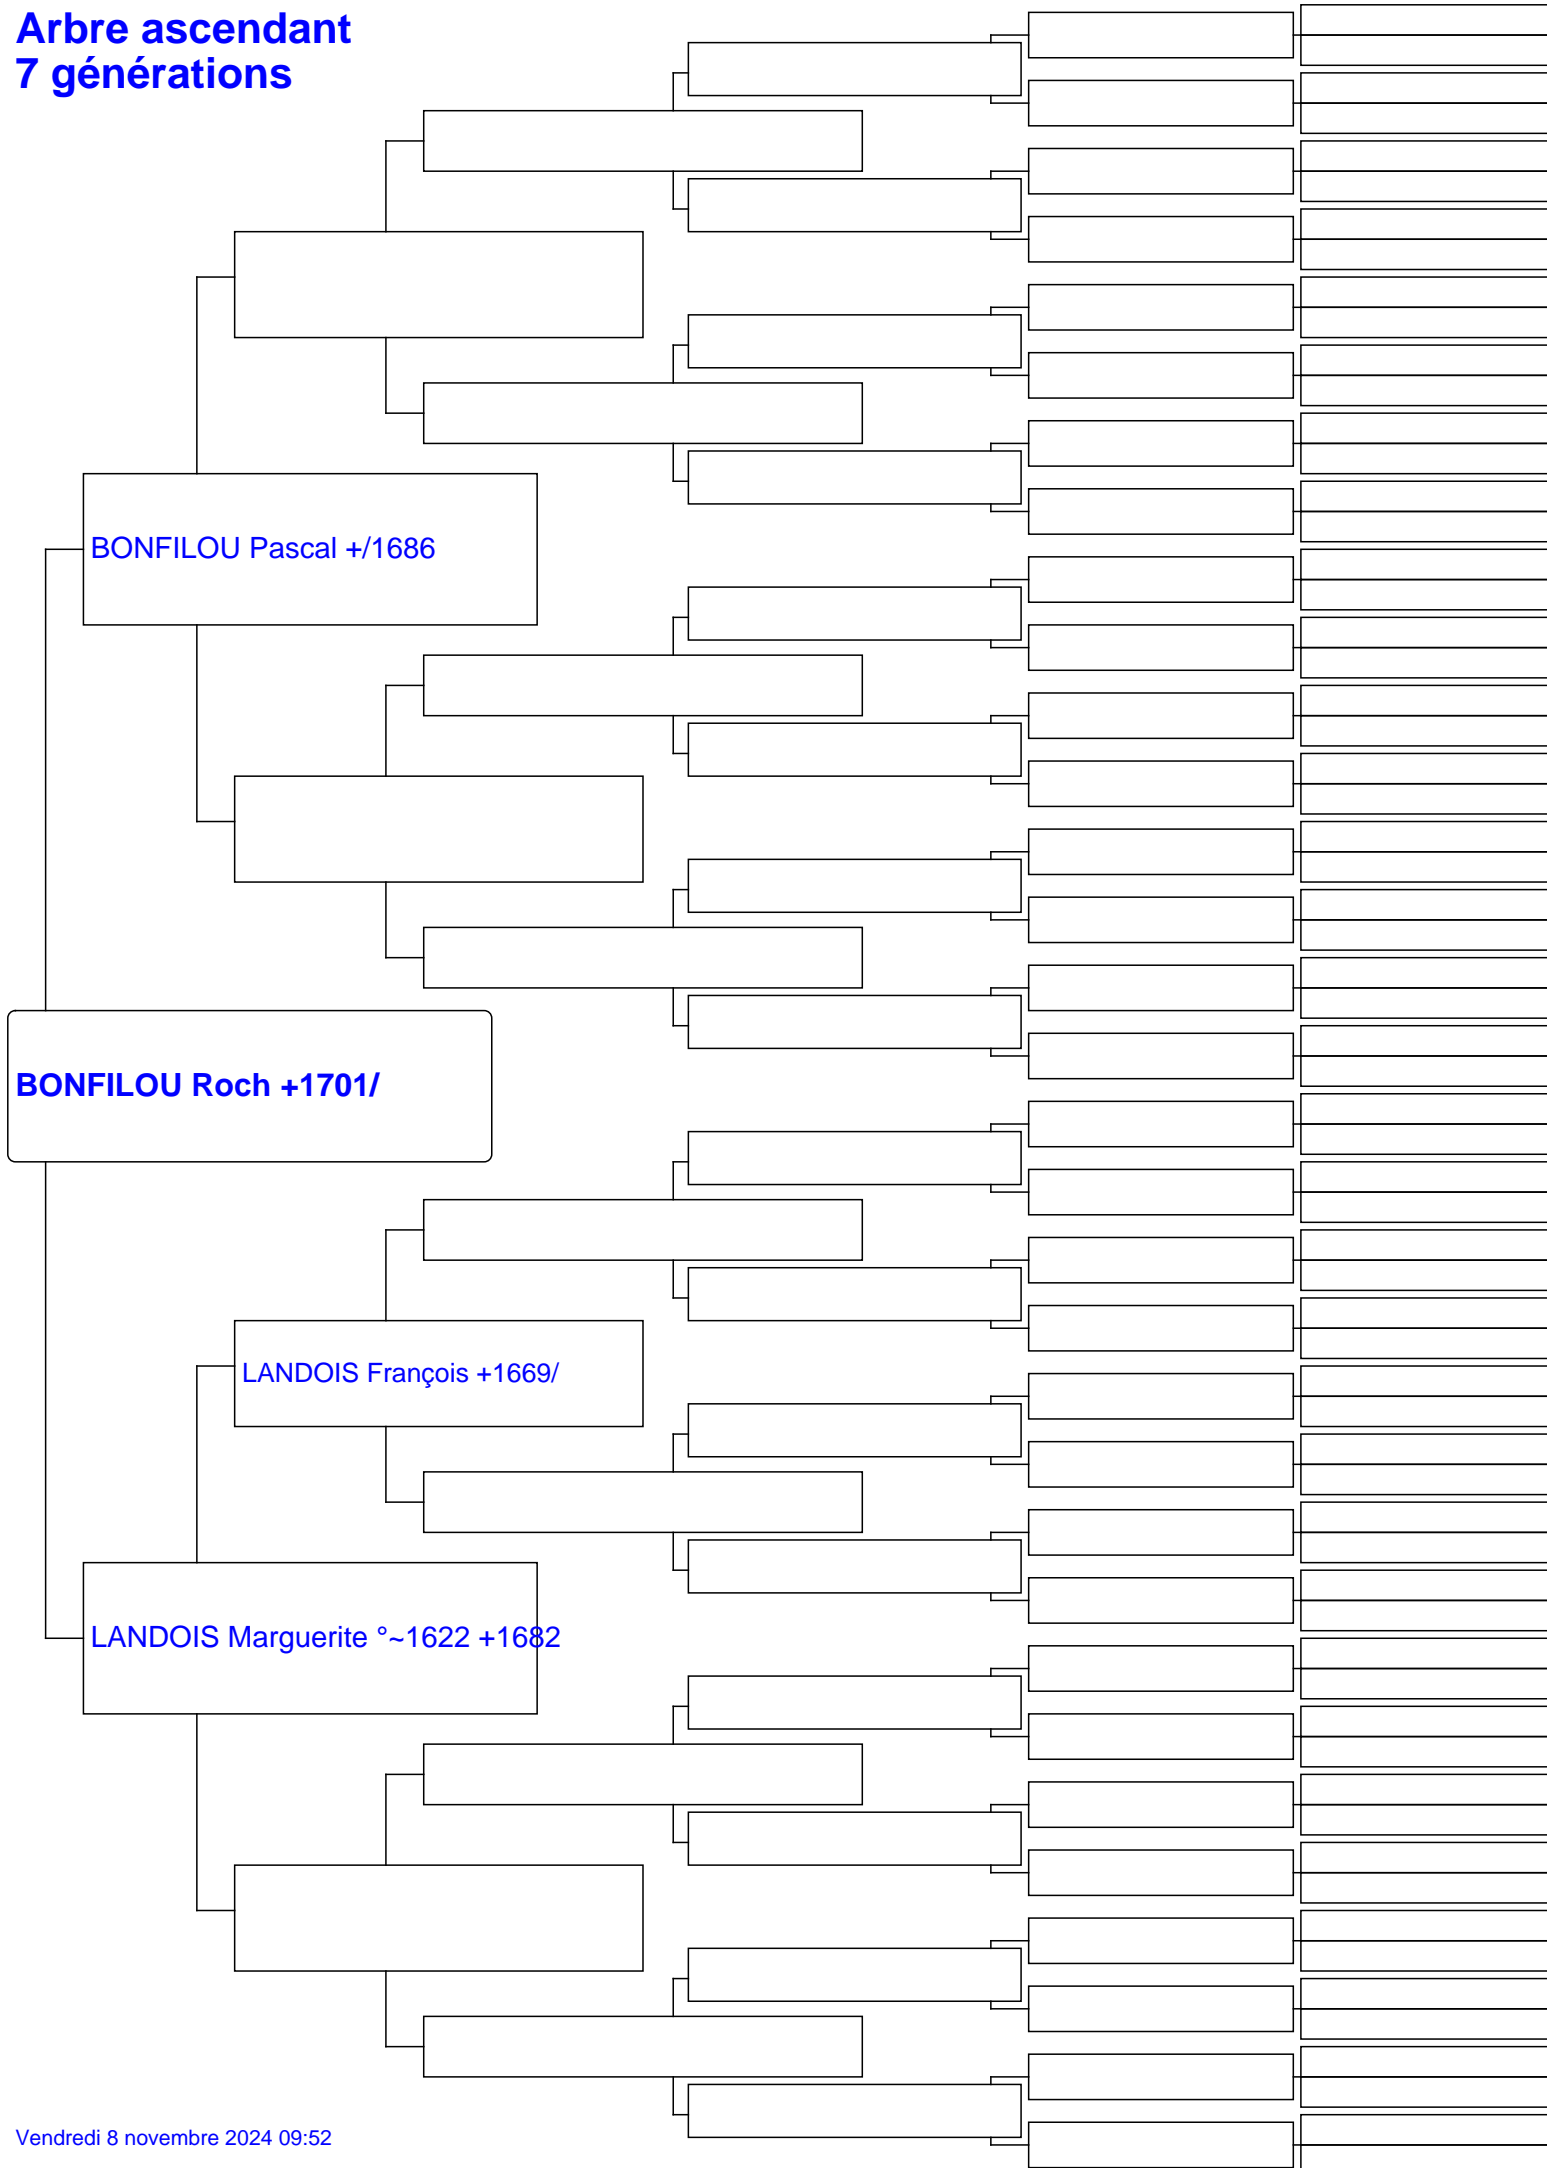 Arbre ascendant
7 générations
BONFILOU Pascal +/1686
BONFILOU Roch +1701/
LANDOIS François +1669/
LANDOIS Marguerite °~1622 +1682
Vendredi 8 novembre 2024 09:52